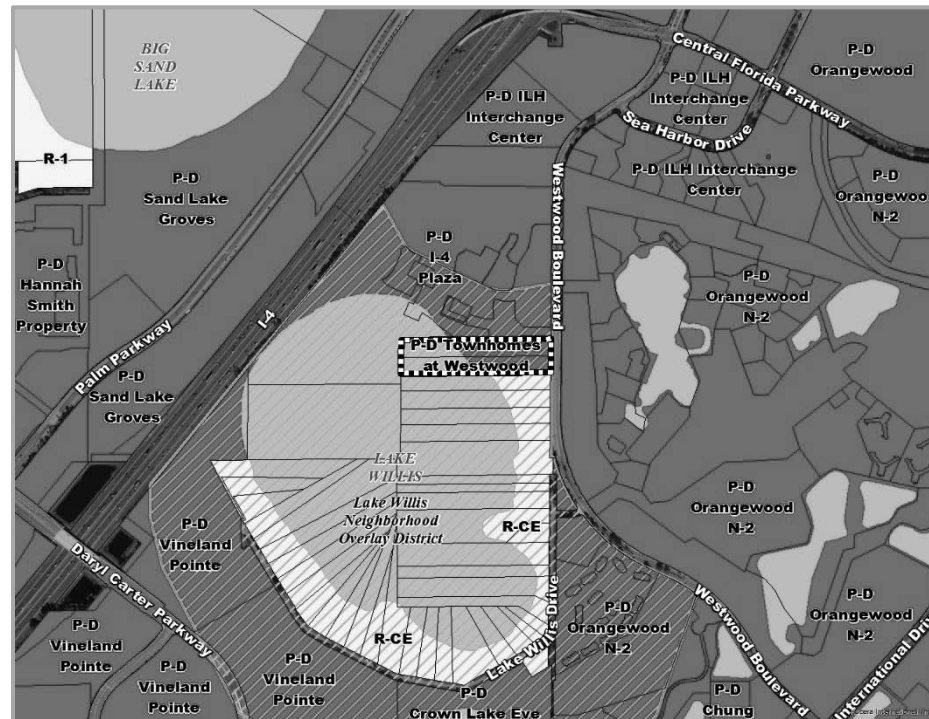 BIG
SAND
LAKE
Central Florida Parkway
P-D
Orangewood
P-D ILH
Interchange
Center
P-D ILH
Interchange
Center
Sea Harbor Drive
R-1
P-D
Sand Lake
Groves
Westwood Boulevard
P-D ILH Interchange
Center
P-D
Orangewood
N-2
P-D
Hannah
Smith
Property
P-D
I-4
Plaza
P-D
Orangewood
N-2
I-4
Palm Parkway
P-D Townhomes
at Westwood
P-D
Sand Lake
Groves
LAKE
WILLIS
Lake Willis
Neighborhood
Overlay District
R-CE
P-D
Orangewood
N-2
P-D
Vineland
Pointe
Daryl Carter Parkway
P-D
Orangewood
N-2
Westwood Boulevard
P-D
Orangewood
N-2
P-D
Vineland
Pointe
R-CE
Lake Willis Drive
P-D
Vineland
Pointe
P-D
Vineland
Pointe
P-D
Crown Lake Eve
P-D
Chung
International Driv